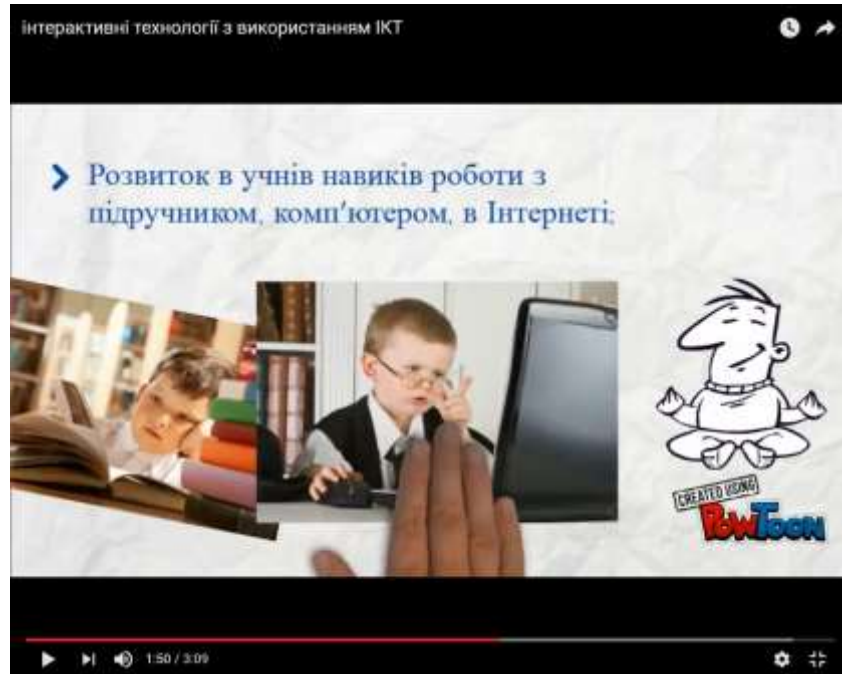 інтерактивні технології з використанням ІКТ
Розвиток в учнів навиків роботи з
підручником, комп'ютером, в Інтернеті;
CREATED USING
POWTOON
1:50 / 3:09